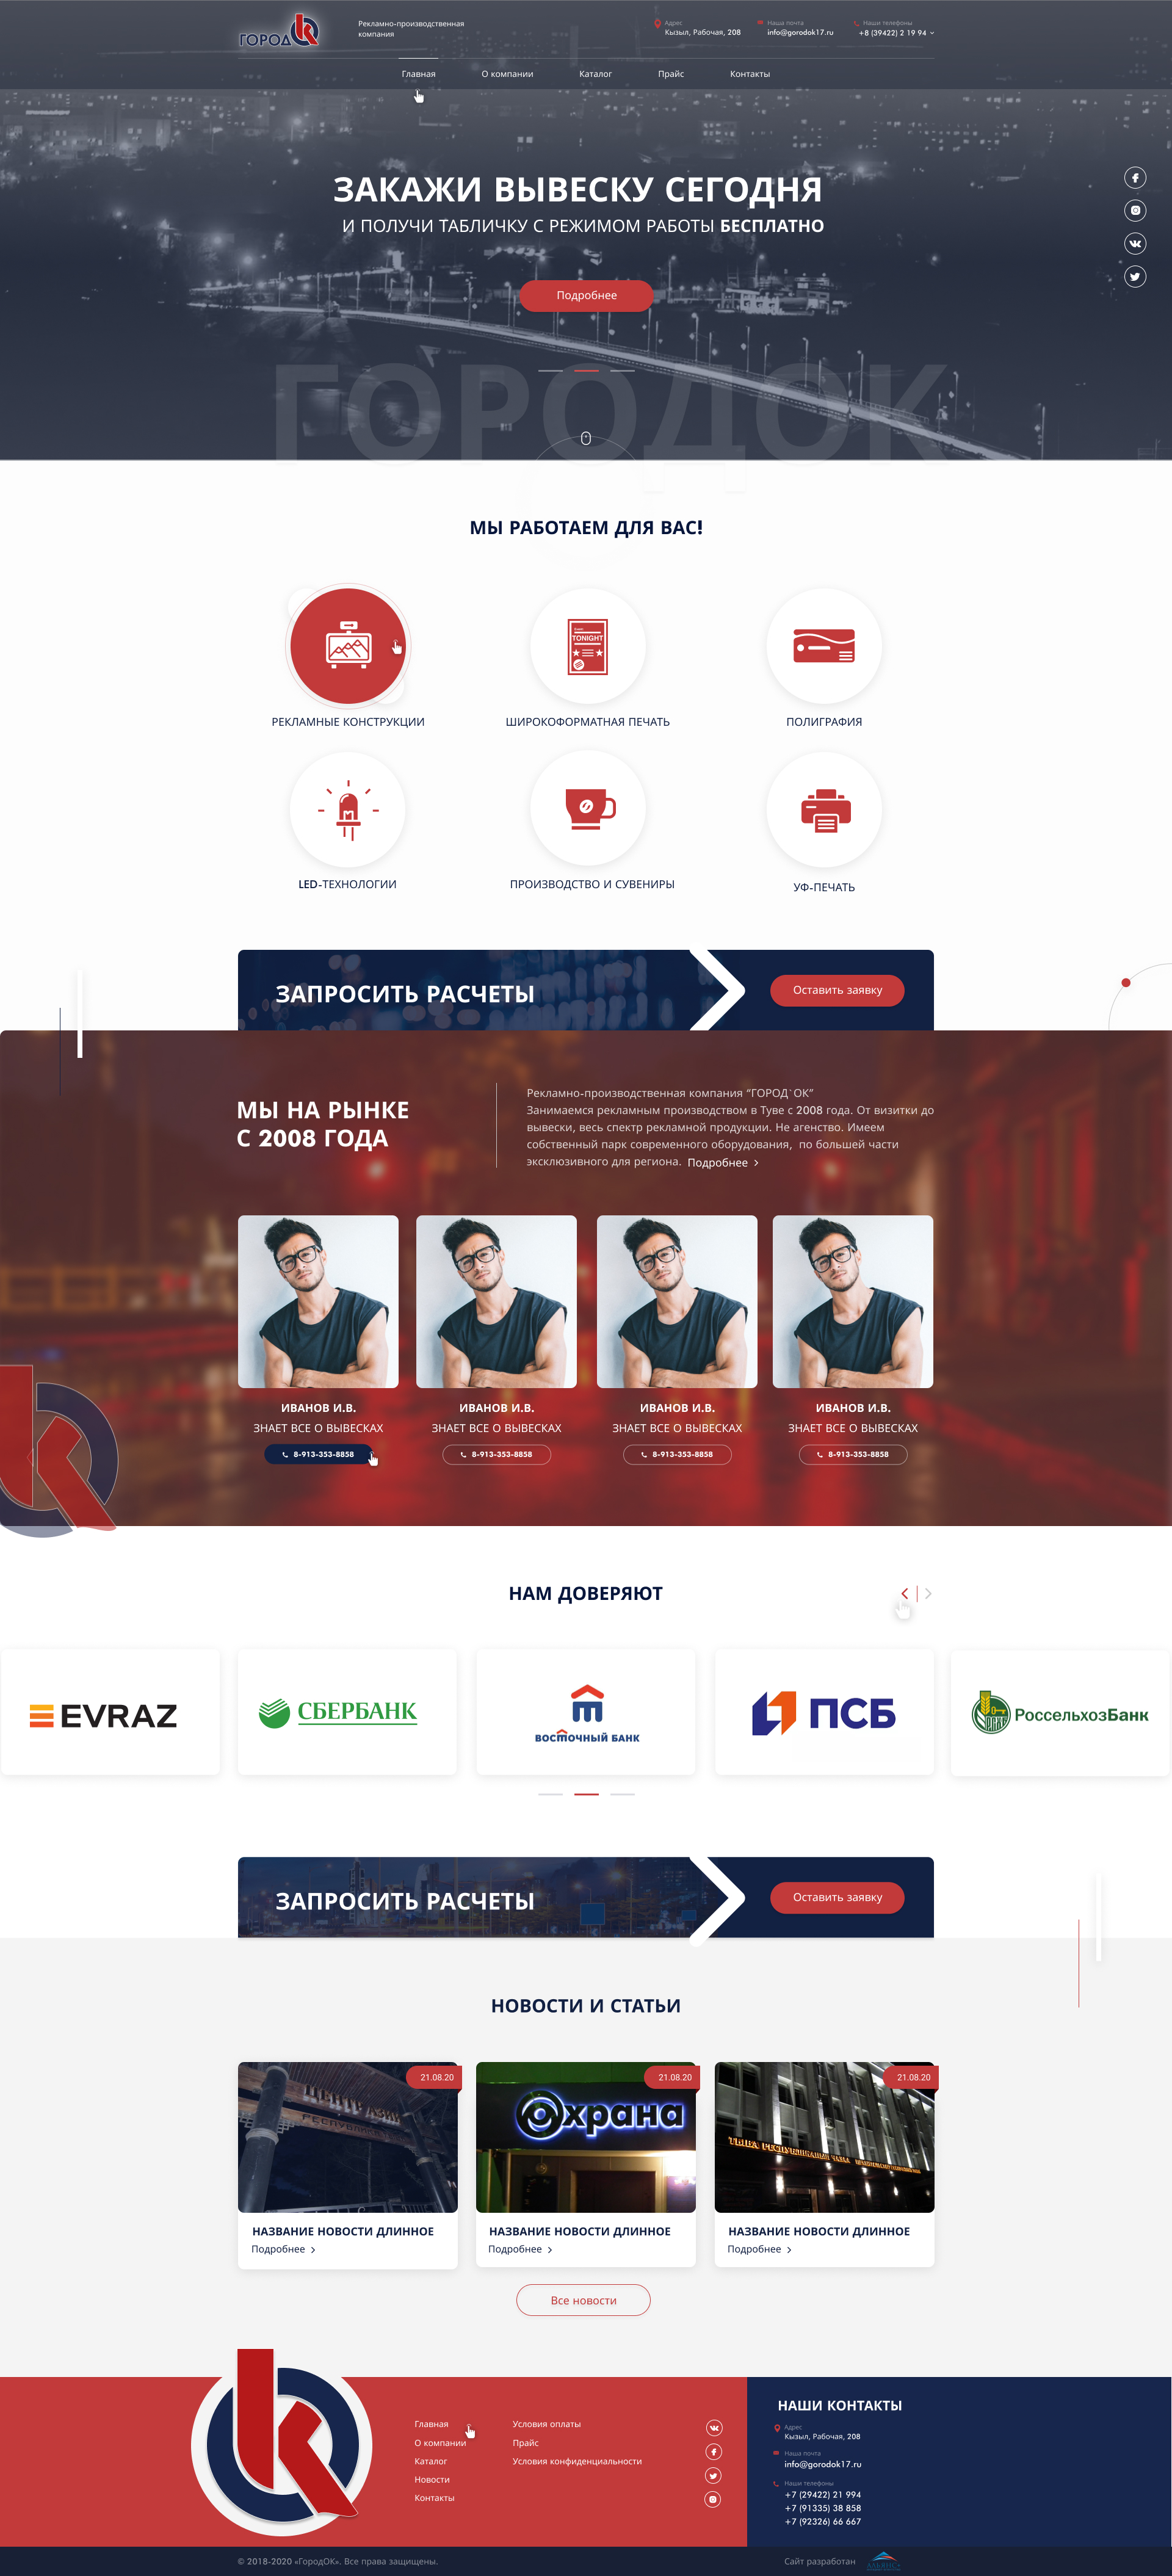 ГОРОД
Рекламно-производственная
компания
Адрес
Кызыл, Рабочая, 208
Наша почта
info@gorodok17.ru
Наши телефоны
+8 (39422) 2 19 94
Главная
О компании
Каталог
Прайс
Контакты
ЗАКАЖИ ВЫВЕСКУ СЕГОДНЯ
И ПОЛУЧИ ТАБЛИЧКУ С РЕЖИМОМ РАБОТЫ БЕСПЛАТНО
Подробнее
ГОРОДОК
МЫ РАБОТАЕМ ДЛЯ ВАС!
TONIGHT
РЕКЛАМНЫЕ КОНСТРУКЦИИ
ШИРОКОФОРМАТНАЯ ПЕЧАТЬ
ПОЛИГРАФИЯ
LED-ТЕХНОЛОГИИ
ПРОИЗВОДСТВО И СУВЕНИРЫ
УФ-ПЕЧАТЬ
ЗАПРОСИТЬ РАСЧЕТЫ
Оставить заявку
МЫ НА РЫНКЕ
С 2008 ГОДА
Рекламно-производственная компания "ГОРОД`ОК"
Занимаемся рекламным производством в Туве с 2008 года. От визитки до
вывески, весь спектр рекламной продукции. Не агенство. Имеем
собственный парк современного оборудования, по большей части
эксклюзивного для региона. Подробнее
ИВАНОВ И.В.
ЗНАЕТ ВСЕ О ВЫВЕСКАХ
8-913-353-8858
ИВАНОВ И.В.
ЗНАЕТ ВСЕ О ВЫВЕСКАХ
8-913-353-8858
ИВАНОВ И.В.
ЗНАЕТ ВСЕ О ВЫВЕСКАХ
8-913-353-8858
ИВАНОВ И.В.
ЗНАЕТ ВСЕ О ВЫВЕСКАХ
8-913-353-8858
НАМ ДОВЕРЯЮТ
EVRAZ
СБЕРБАНК
ВОСТОЧНЫЙ БАНК
ПСБ
РоссельхозБанк
ЗАПРОСИТЬ РАСЧЕТЫ
Оставить заявку
НОВОСТИ И СТАТЬИ
21.08.20
НАЗВАНИЕ НОВОСТИ ДЛИННОЕ
Подробнее
21.08.20
Охрана
НАЗВАНИЕ НОВОСТИ ДЛИННОЕ
Подробнее
21.08.20
НАЗВАНИЕ НОВОСТИ ДЛИННОЕ
Подробнее
Все новости
Главная
О компании
Каталог
Новости
Контакты
Условия оплаты
Прайс
Условия конфиденциальности
НАШИ КОНТАКТЫ
Адрес
Кызыл, Рабочая, 208
Наша почта
info@gorodok17.ru
Наши телефоны
+7 (29422) 21 994
+7 (91335) 38 858
+7 (92326) 66 667
© 2018-2020 «ГородОК». Все права защищены.
Сайт разработан
АЛЬЯНС+